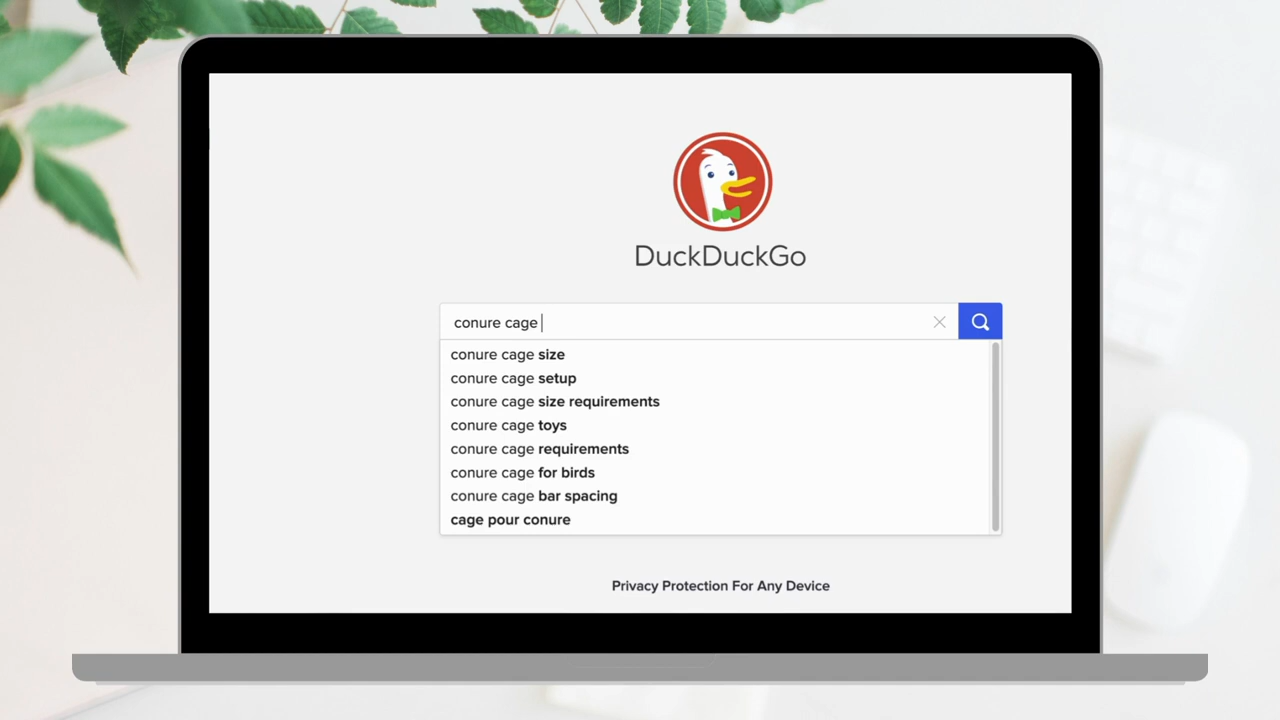 DuckDuckGo
conure cage
conure cage size
conure cage setup
conure cage size requirements
conure cage toys
conure cage requirements
conure cage for birds
conure cage bar spacing
cage pour conure
Privacy Protection For Any Device